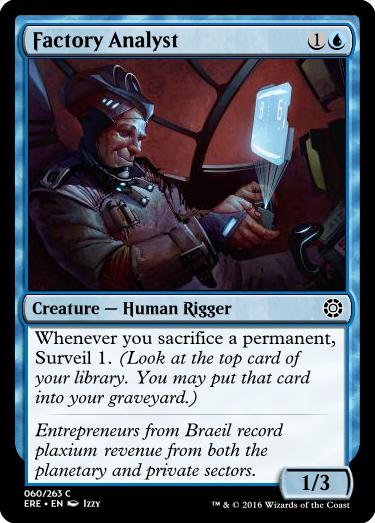 Factory Analyst 1
Creature — Human Rigger
Whenever you sacrifice a permanent,
Surveil 1. (Look at the top card of
your library. You may put that card
into your graveyard.)
Entrepreneurs from Braeil record
plaxium revenue from both the
planetary and private sectors.
1/3
060/263 C
ERE • EN Izzy ™ & © 2016 Wizards of the Coast